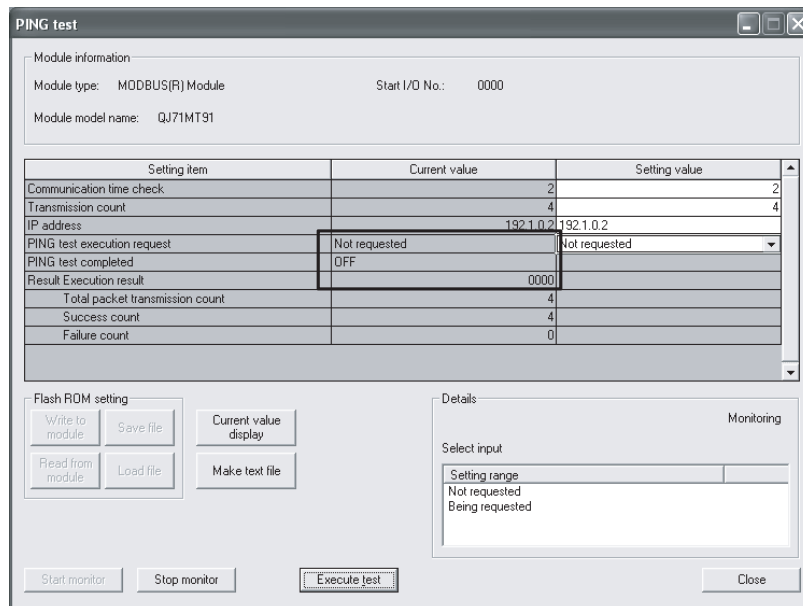 PING test
Module information
Module type: MODBUS(R) Module Start I/O No.: 0000
Module model name: QJ71MT91
Setting item Current value Setting value
Communication time check 2 2
Transmission count 4 4
IP address 192.1.0.2 192.1.0.2
PING test execution request Not requested Not requested
PING test completed OFF
Result Execution result 0000
Total packet transmission count 4
Success count 4
Failure count 0
Flash ROM setting
Write to module Save file Current value display
Read from module Load file Make text file
Details
Monitoring
Select input
Setting range
Not requested
Being requested
Start monitor Stop monitor Execute test Close